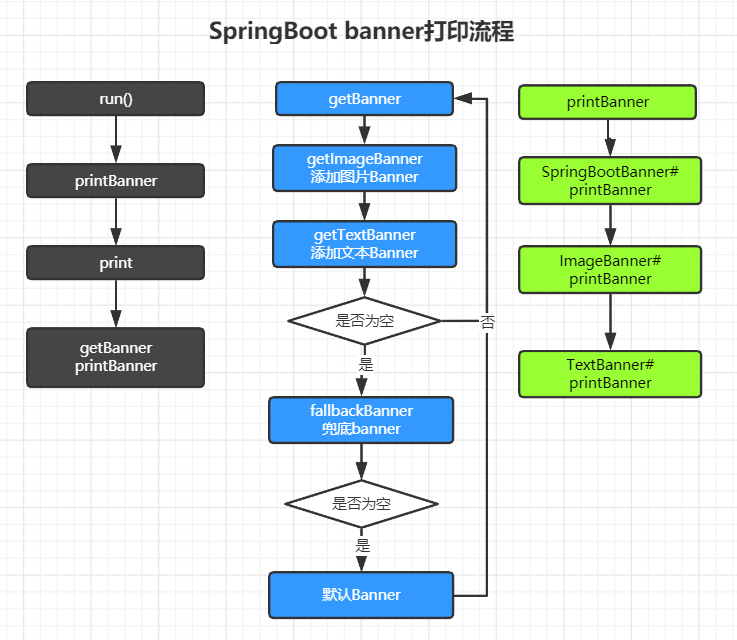 SpringBoot banner打印流程
run()
printBanner
print
getBanner
printBanner
getBanner
getImageBanner
添加图片Banner
getTextBanner
添加文本Banner
是否为空
否
是
fallbackBanner
兜底banner
是否为空
是
默认Banner
printBanner
SpringBootBanner#
printBanner
ImageBanner#
printBanner
TextBanner#
printBanner